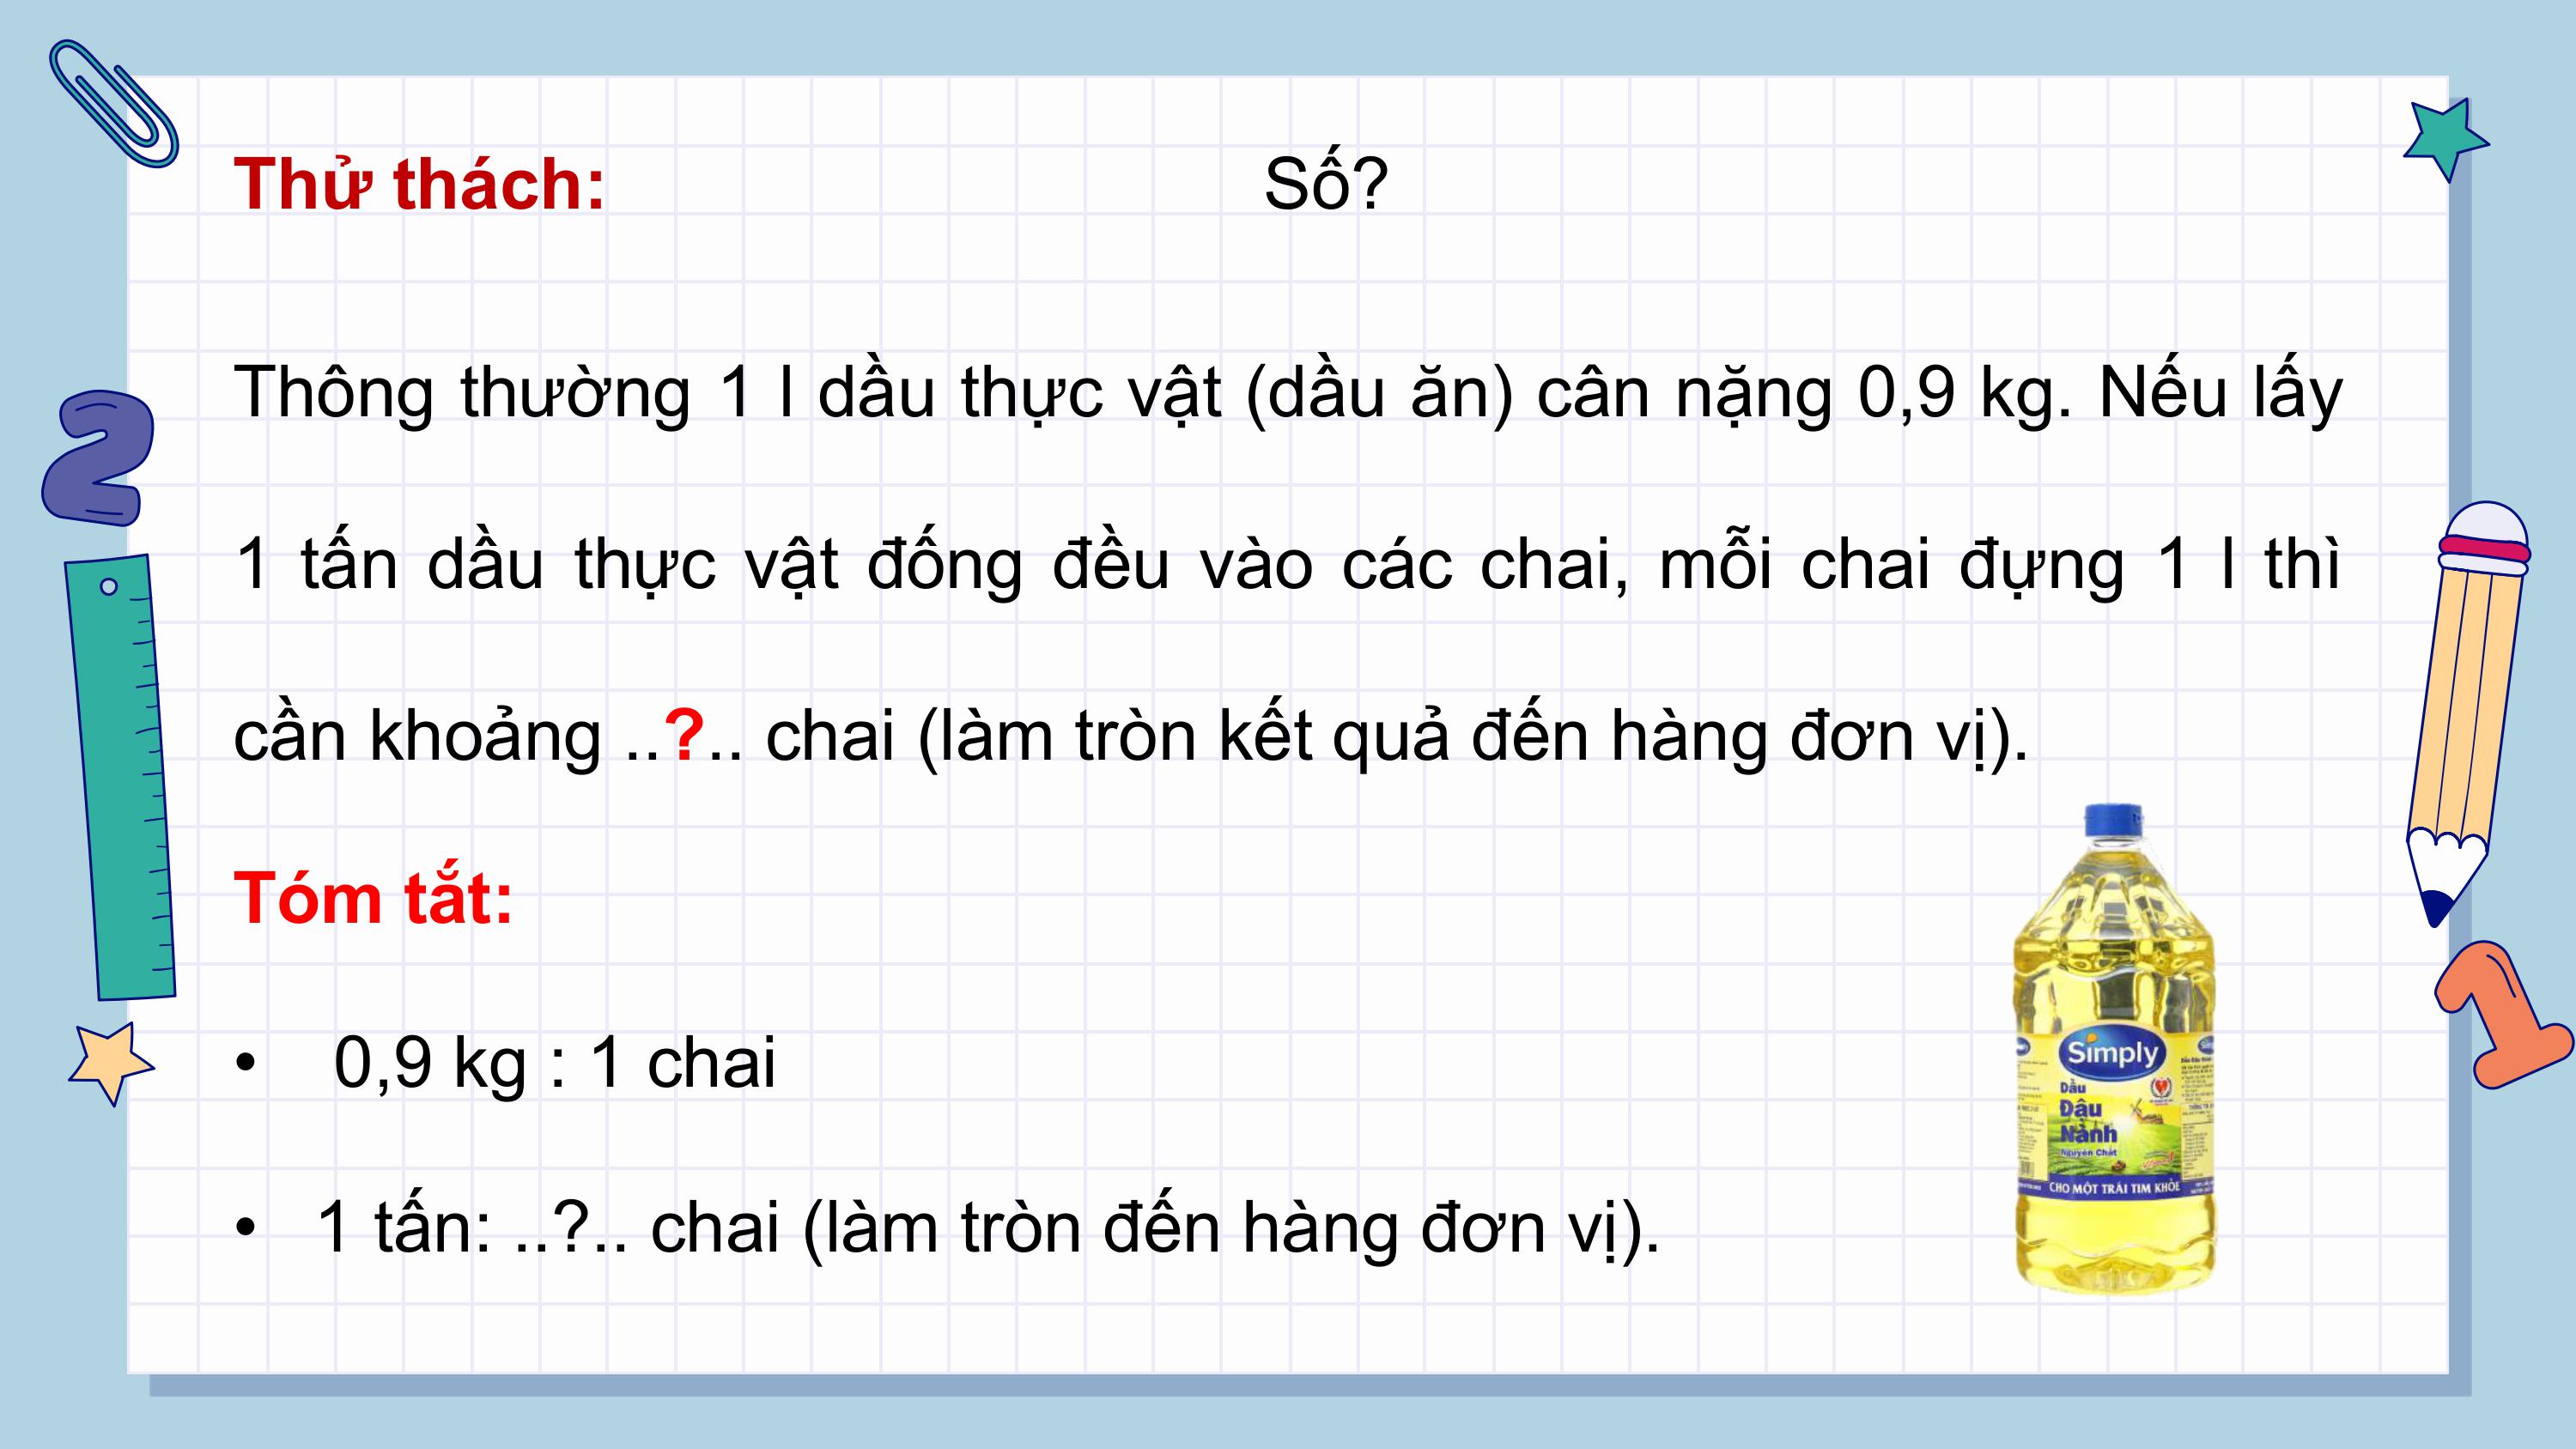 Thử thách: Số?
Thông thường 1 l dầu thực vật (dầu ăn) cân nặng 0,9 kg. Nếu lấy
1 tấn dầu thực vật đống đều vào các chai, mỗi chai đựng 1 l thì
cần khoảng ..?.. chai (làm tròn kết quả đến hàng đơn vị).
Tóm tắt:
• 0,9 kg : 1 chai
• 1 tấn: ..?.. chai (làm tròn đến hàng đơn vị).
2
1
Simply
Dầu
Đậu
Nành
Nguyên Chất
CHO MỘT TRÁI TIM KHỎE